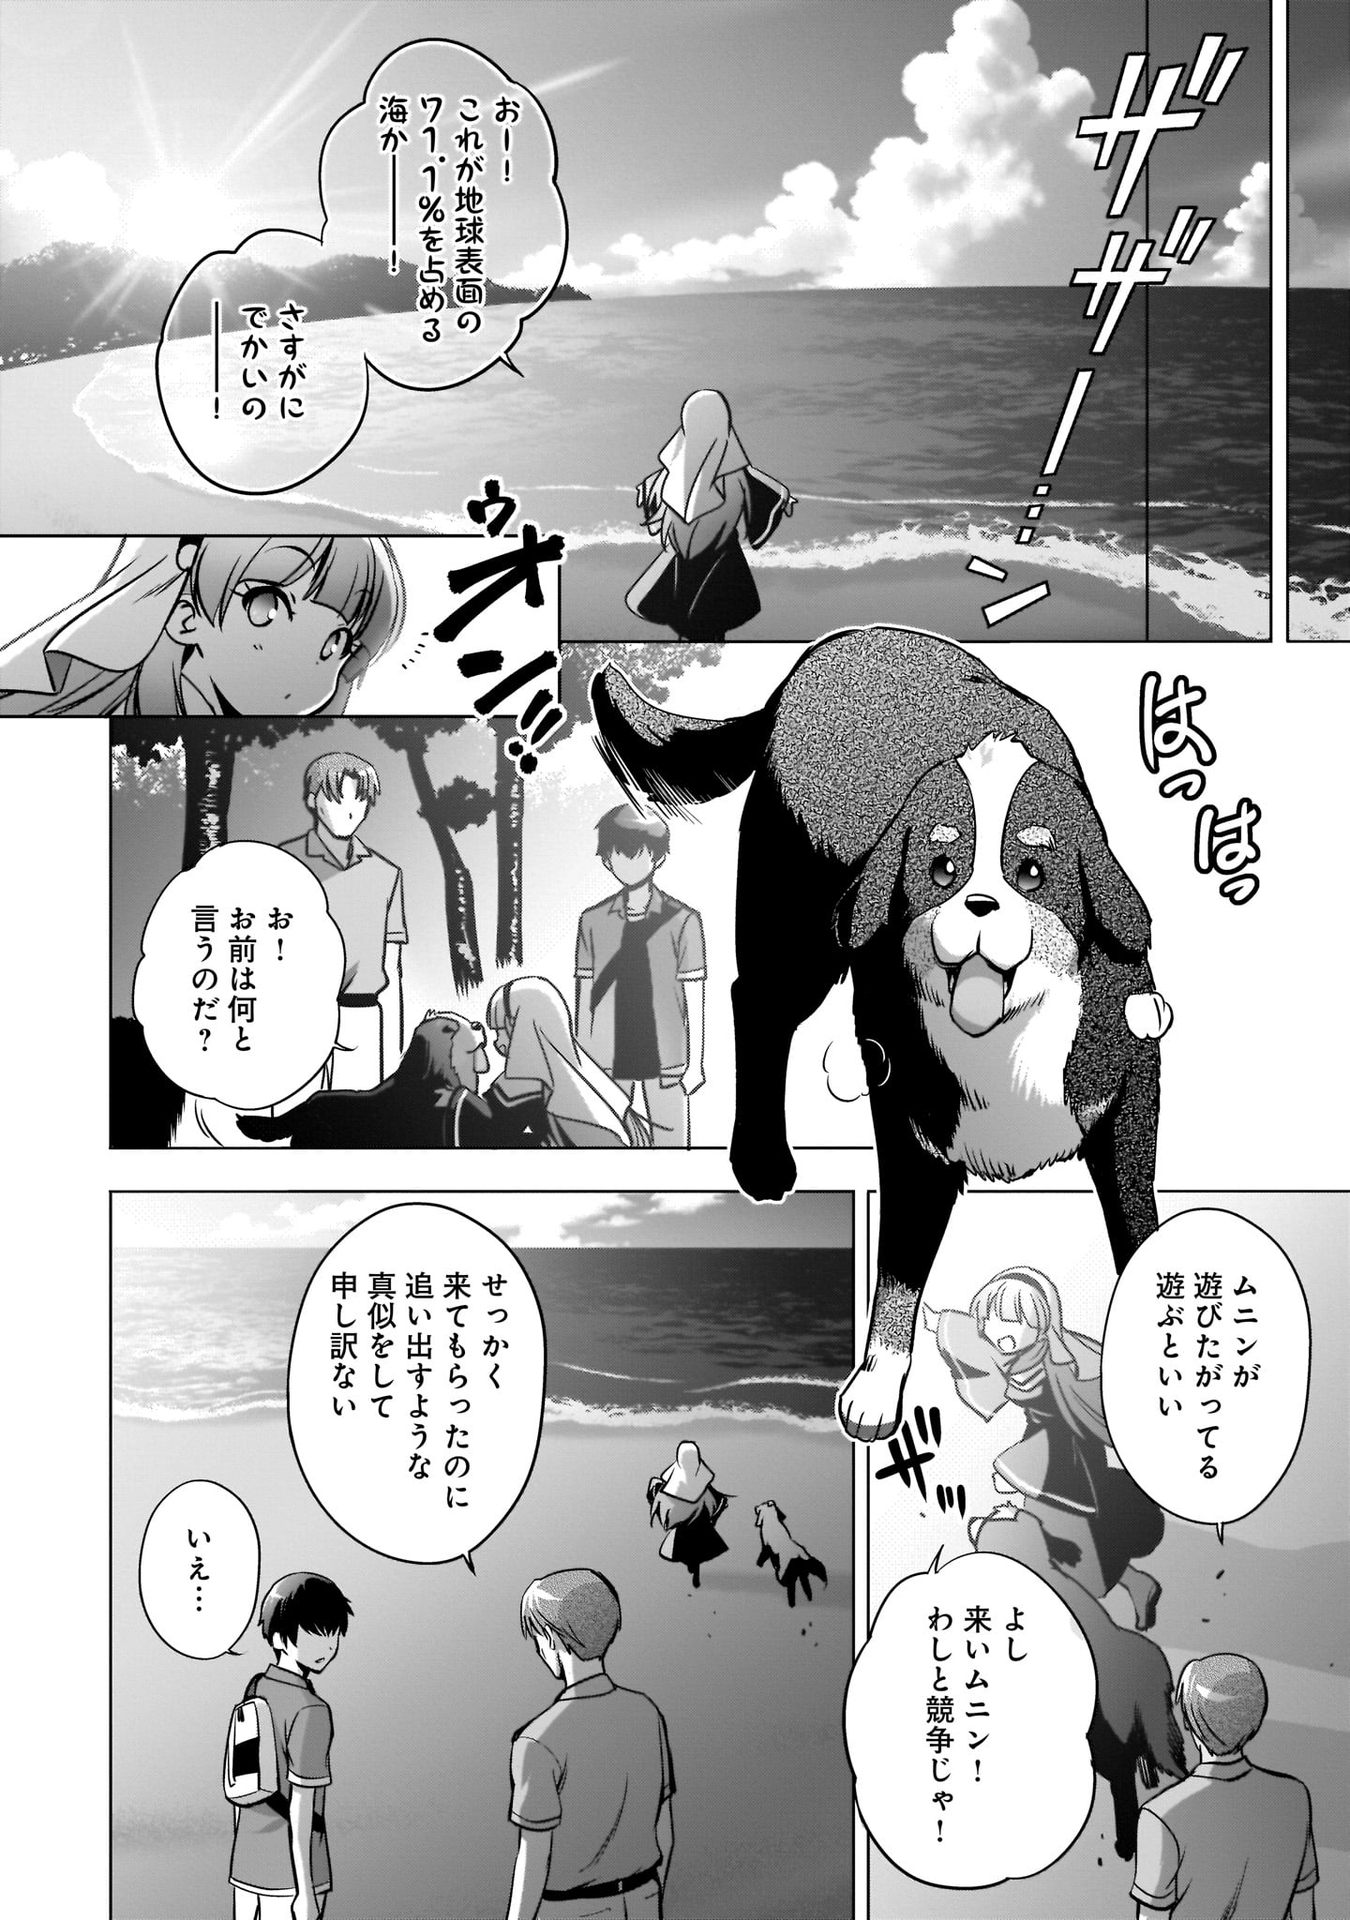 ザザー…ン
おー！
これが地球表面の
71.1%を占める
海かーー！
さすがに
でかいの
ーー！
ウォン!!
はっ
はっ
お！
お前は何と
言うのだ？
ムニンが
遊びたがってる
遊ぶといい
よし
来いムニン！
わしと競争じゃ！
ザッ
せっかく
来てもらったのに
追い出すような
真似をして
申し訳ない
いえ…